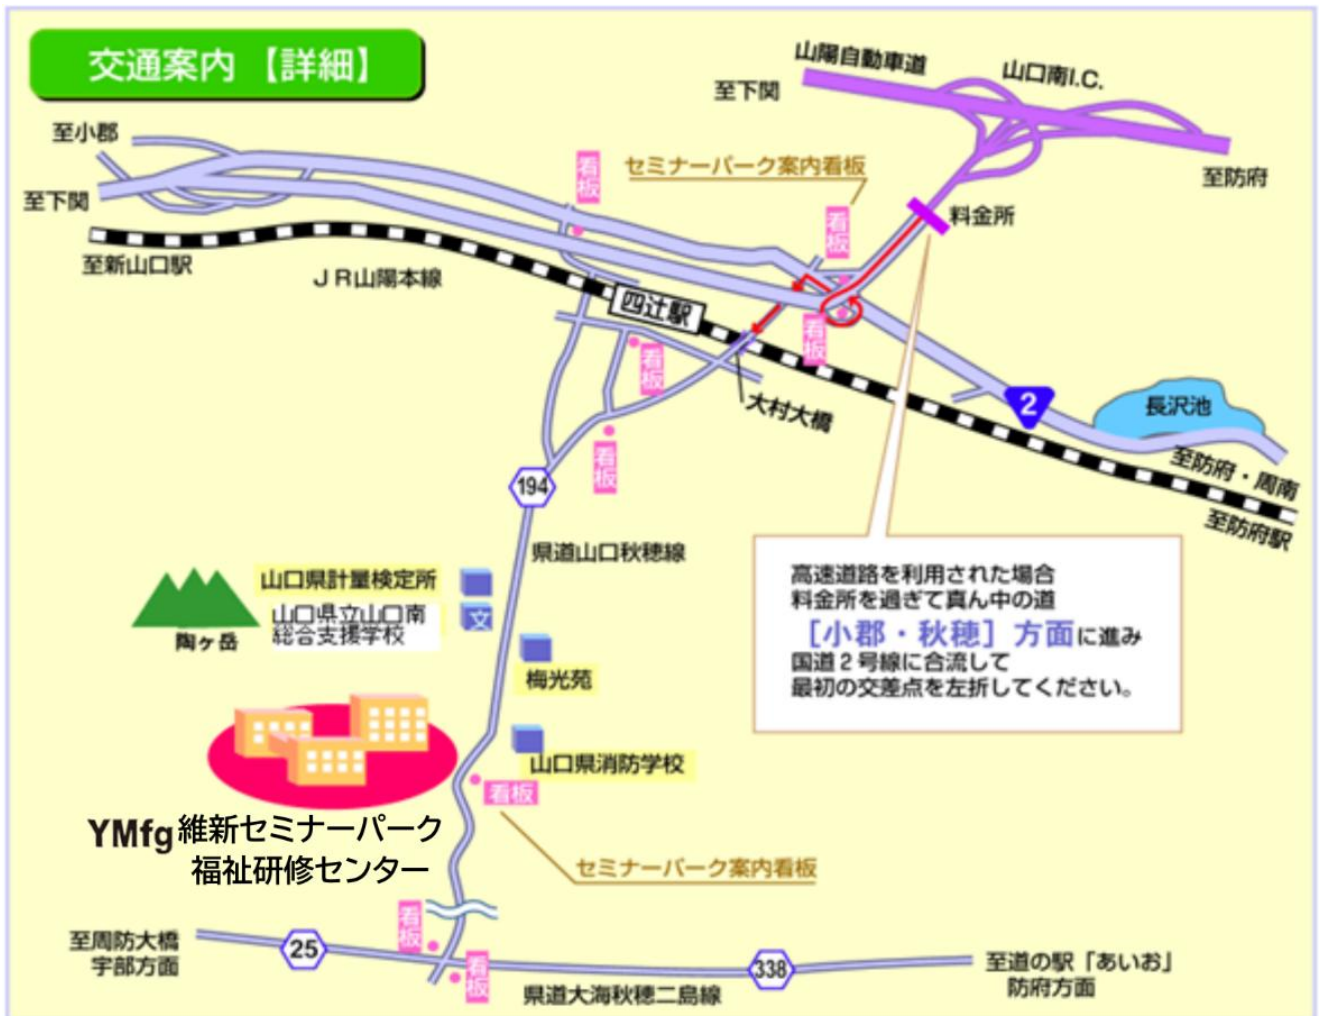 交通案内【詳細】
山陽自動車道
山口南I.C.
至下関
至小郡
至下関
看板
セミナーパーク案内看板
至防府
看板
料金所
至新山口駅
JR山陽本線
四辻駅
看板
看板
大村大橋
2
長沢池
看板
至防府・周南
至防府駅
194
県道山口秋穂線
高速道路を利用された場合
料金所を過ぎて真ん中の道
［小郡・秋穂］方面に進み
国道2号線に合流して
最初の交差点を左折してください。
山口県計量検定所
山口県立山口南
総合支援学校
文
陶ヶ岳
梅光苑
山口県消防学校
看板
YMfg維新セミナーパーク
福祉研修センター
セミナーパーク案内看板
看板
至周防大橋
宇部方面
25
看板
338
県道大海秋穂二島線
至道の駅「あいお」
防府方面